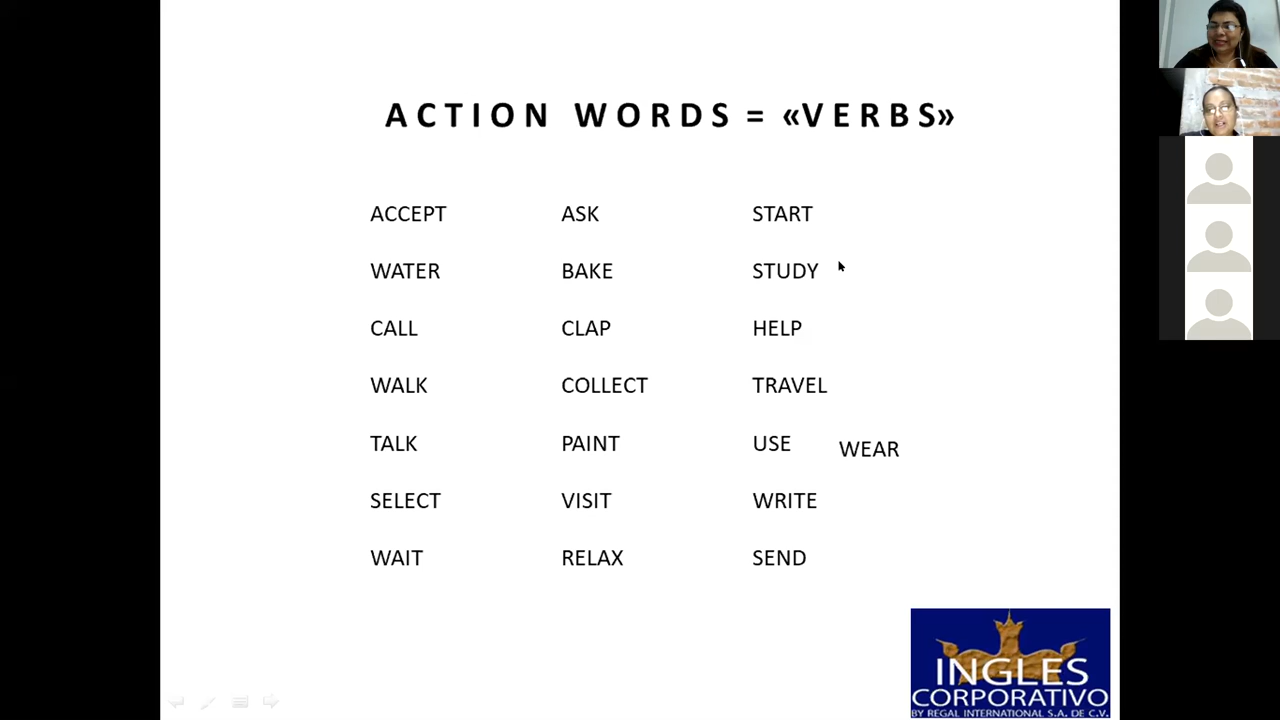 ACTION WORDS = «VERBS»
ACCEPT ASK START
WATER BAKE STUDY
CALL CLAP HELP
WALK COLLECT TRAVEL
TALK PAINT USE WEAR
SELECT VISIT WRITE
WAIT RELAX SEND
INGLES
CORPORATIVO
BY REGAL INTERNATIONAL S.A. DE C.V.